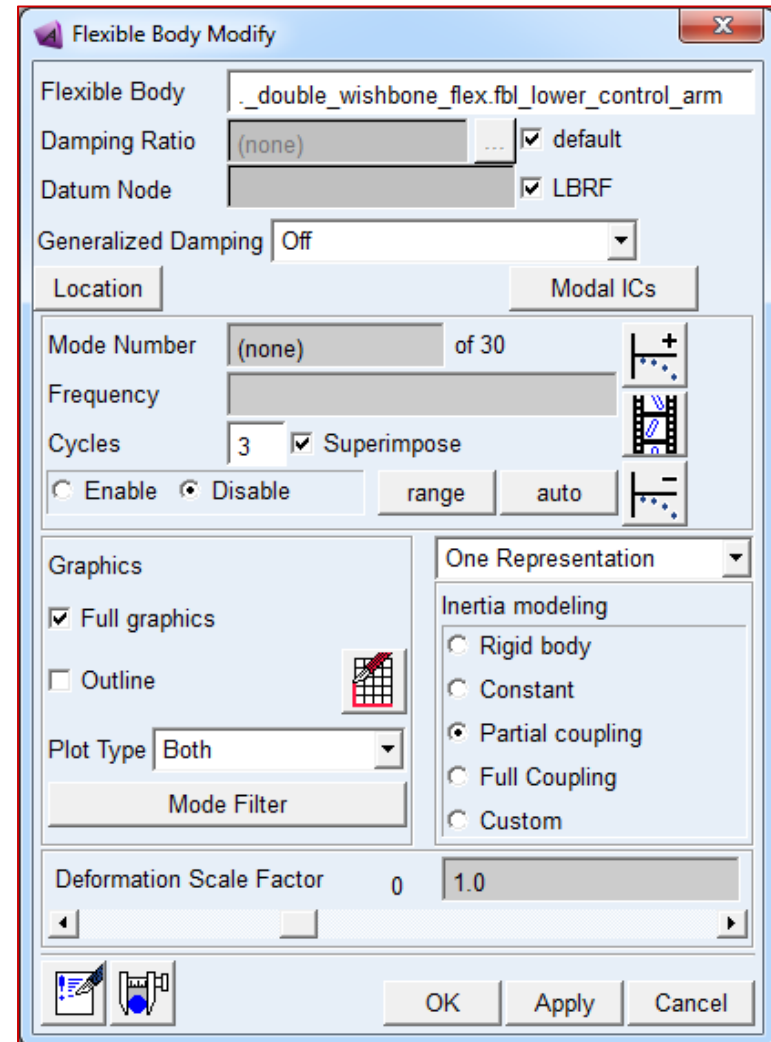 Flexible Body Modify
Flexible Body ._double_wishbone_flex.fbl_lower_control_arm
Damping Ratio (none) ... default
Datum Node LBRF
Generalized Damping Off
Location Modal ICs
Mode Number (none) of 30
Frequency
Cycles 3 Superimpose
Enable Disable range auto
Graphics
Full graphics
Outline
Plot Type Both
Mode Filter
One Representation
Inertia modeling
Rigid body
Constant
Partial coupling
Full Coupling
Custom
Deformation Scale Factor 0 1.0
OK Apply Cancel